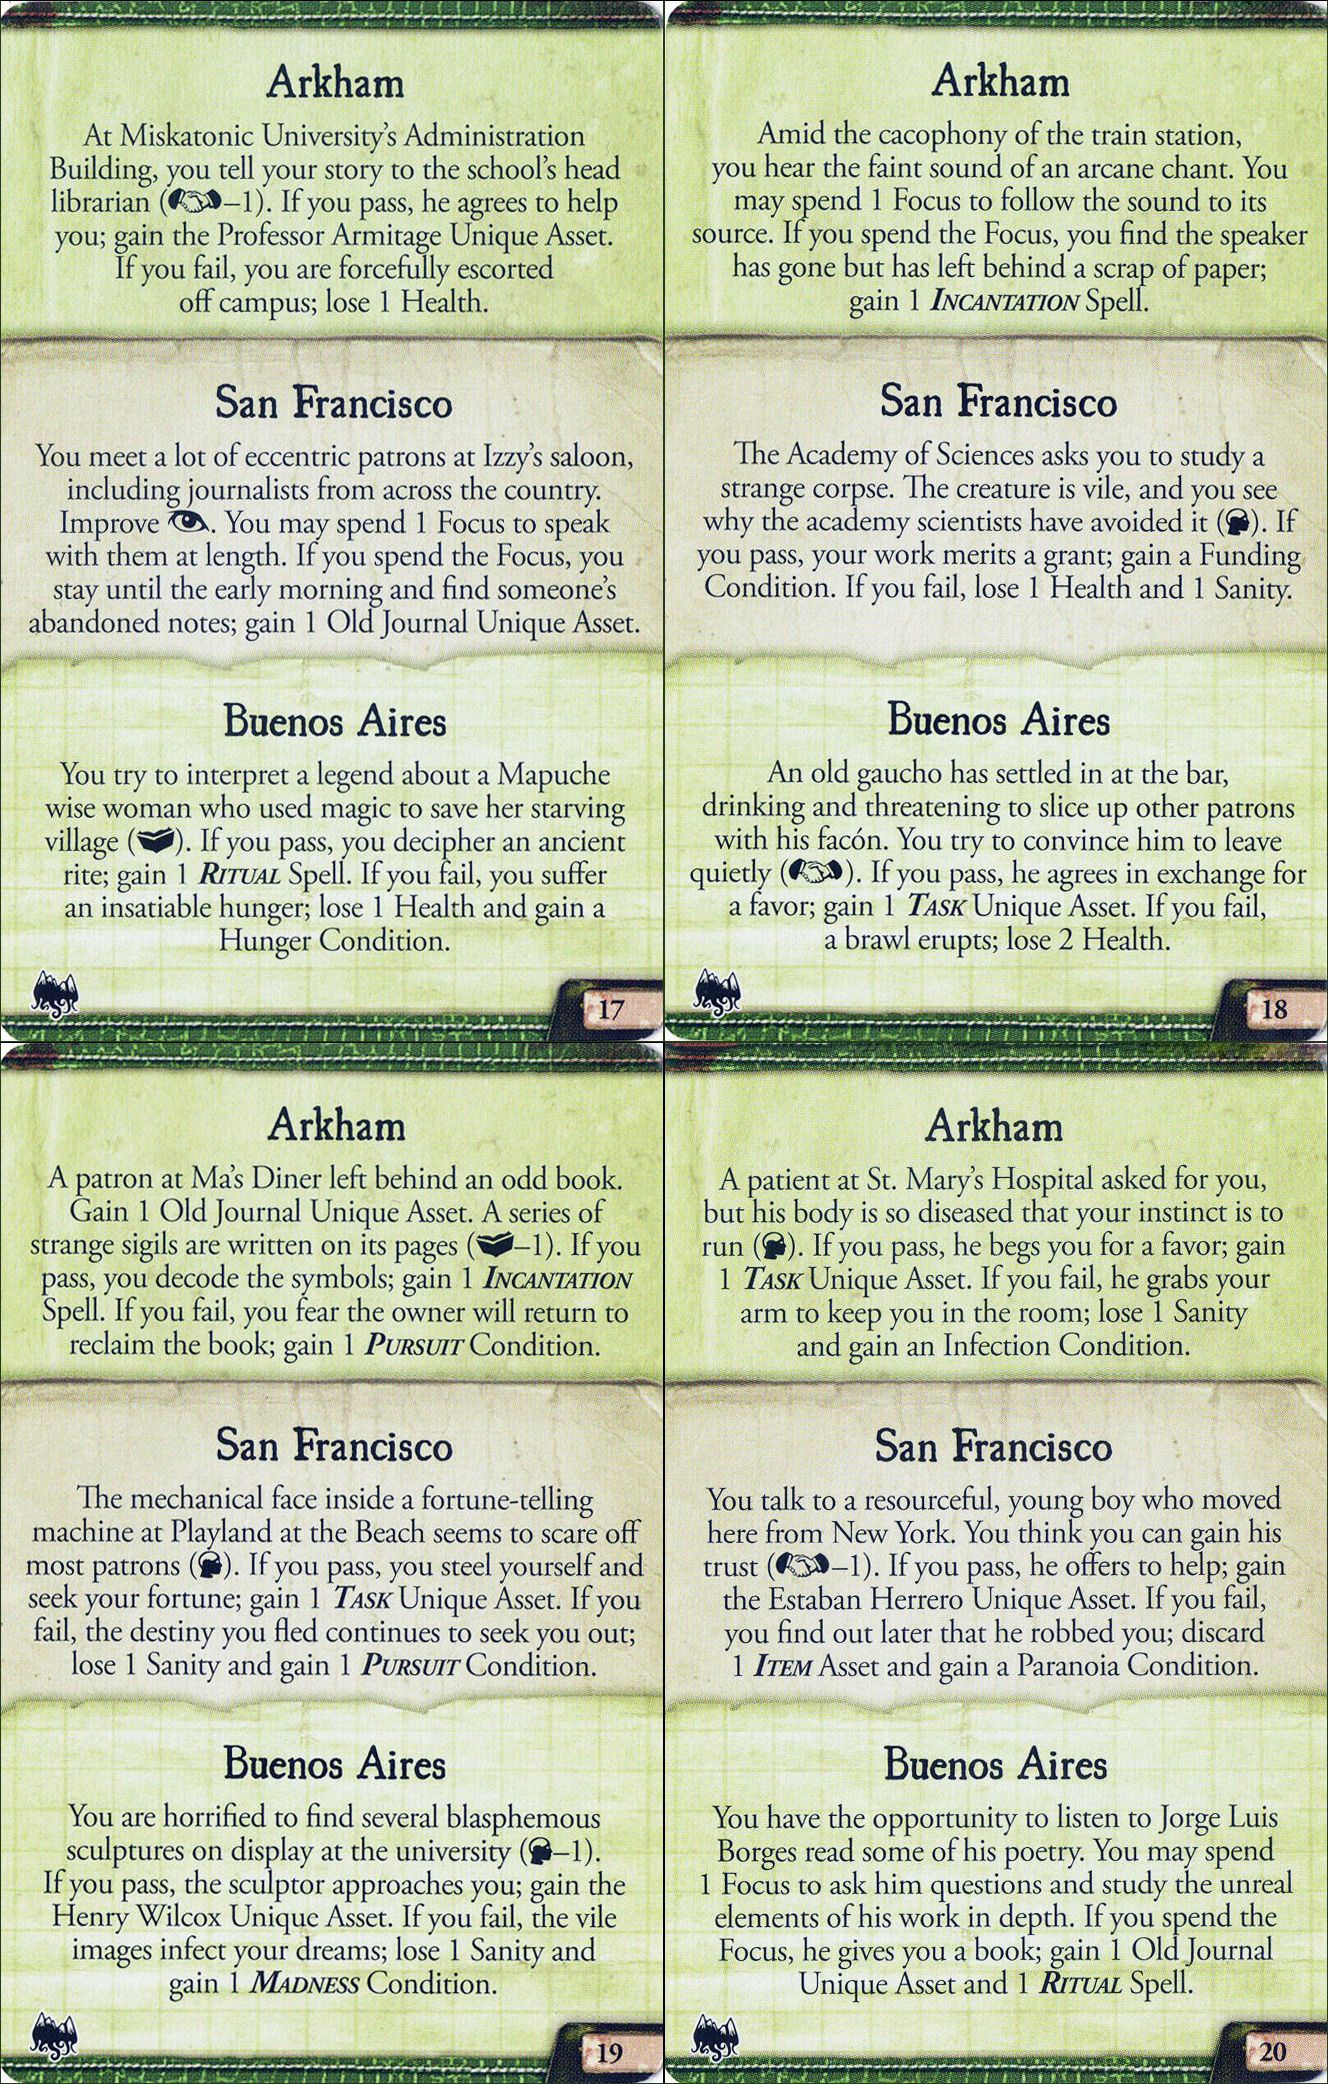 Arkham
At Miskatonic University's Administration
Building, you tell your story to the school's head
librarian (–1). If you pass, he agrees to help
you; gain the Professor Armitage Unique Asset.
If you fail, you are forcefully escorted
off campus; lose 1 Health.
San Francisco
You meet a lot of eccentric patrons at Izzy's saloon,
including journalists from across the country.
Improve . You may spend 1 Focus to speak
with them at length. If you spend the Focus, you
stay until the early morning and find someone's
abandoned notes; gain 1 Old Journal Unique Asset.
Buenos Aires
You try to interpret a legend about a Mapuche
wise woman who used magic to save her starving
village (). If you pass, you decipher an ancient
rite; gain 1 RITUAL Spell. If you fail, you suffer
an insatiable hunger; lose 1 Health and gain a
Hunger Condition.
17
Arkham
Amid the cacophony of the train station,
you hear the faint sound of an arcane chant. You
may spend 1 Focus to follow the sound to its
source. If you spend the Focus, you find the speaker
has gone but has left behind a scrap of paper;
gain 1 INCANTATION Spell.
San Francisco
The Academy of Sciences asks you to study a
strange corpse. The creature is vile, and you see
why the academy scientists have avoided it (). If
you pass, your work merits a grant; gain a Funding
Condition. If you fail, lose 1 Health and 1 Sanity.
Buenos Aires
An old gaucho has settled in at the bar,
drinking and threatening to slice up other patrons
with his facón. You try to convince him to leave
quietly (). If you pass, he agrees in exchange for
a favor; gain 1 TASK Unique Asset. If you fail,
a brawl erupts; lose 2 Health.
18
Arkham
A patron at Ma's Diner left behind an odd book.
Gain 1 Old Journal Unique Asset. A series of
strange sigils are written on its pages (–1). If you
pass, you decode the symbols; gain 1 INCANTATION
Spell. If you fail, you fear the owner will return to
reclaim the book; gain 1 PURSUIT Condition.
San Francisco
The mechanical face inside a fortune-telling
machine at Playland at the Beach seems to scare off
most patrons (). If you pass, you steel yourself and
seek your fortune; gain 1 TASK Unique Asset. If you
fail, the destiny you fled continues to seek you out;
lose 1 Sanity and gain 1 PURSUIT Condition.
Buenos Aires
You are horrified to find several blasphemous
sculptures on display at the university (–1).
If you pass, the sculptor approaches you; gain the
Henry Wilcox Unique Asset. If you fail, the vile
images infect your dreams; lose 1 Sanity and
gain 1 MADNESS Condition.
19
Arkham
A patient at St. Mary's Hospital asked for you,
but his body is so diseased that your instinct is to
run (). If you pass, he begs you for a favor; gain
1 TASK Unique Asset. If you fail, he grabs your
arm to keep you in the room; lose 1 Sanity
and gain an Infection Condition.
San Francisco
You talk to a resourceful, young boy who moved
here from New York. You think you can gain his
trust (–1). If you pass, he offers to help; gain
the Estaban Herrero Unique Asset. If you fail,
you find out later that he robbed you; discard
1 ITEM Asset and gain a Paranoia Condition.
Buenos Aires
You have the opportunity to listen to Jorge Luis
Borges read some of his poetry. You may spend
1 Focus to ask him questions and study the unreal
elements of his work in depth. If you spend the
Focus, he gives you a book; gain 1 Old Journal
Unique Asset and 1 RITUAL Spell.
20